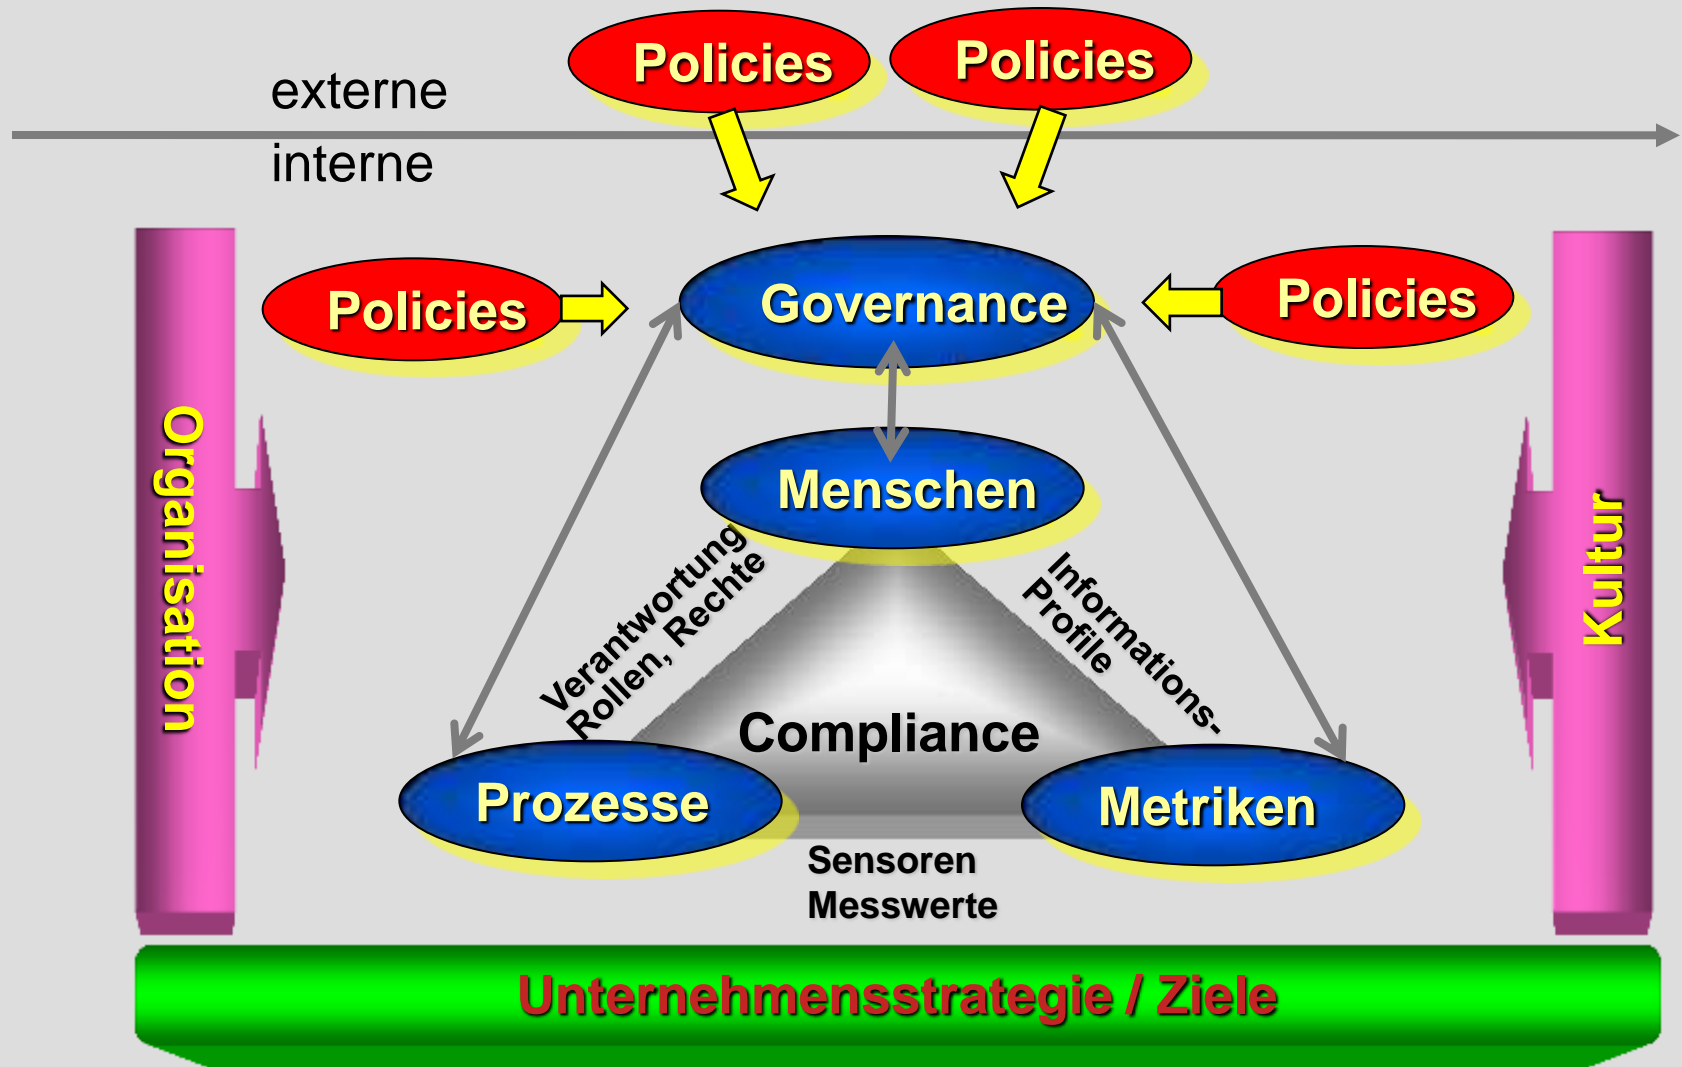 Policies
Policies
externe
interne
Policies
Governance
Policies
Organisation
Menschen
Kultur
Verantwortung
Rollen, Rechte
Informations-
Profile
Compliance
Prozesse
Metriken
Sensoren
Messwerte
Unternehmensstrategie / Ziele